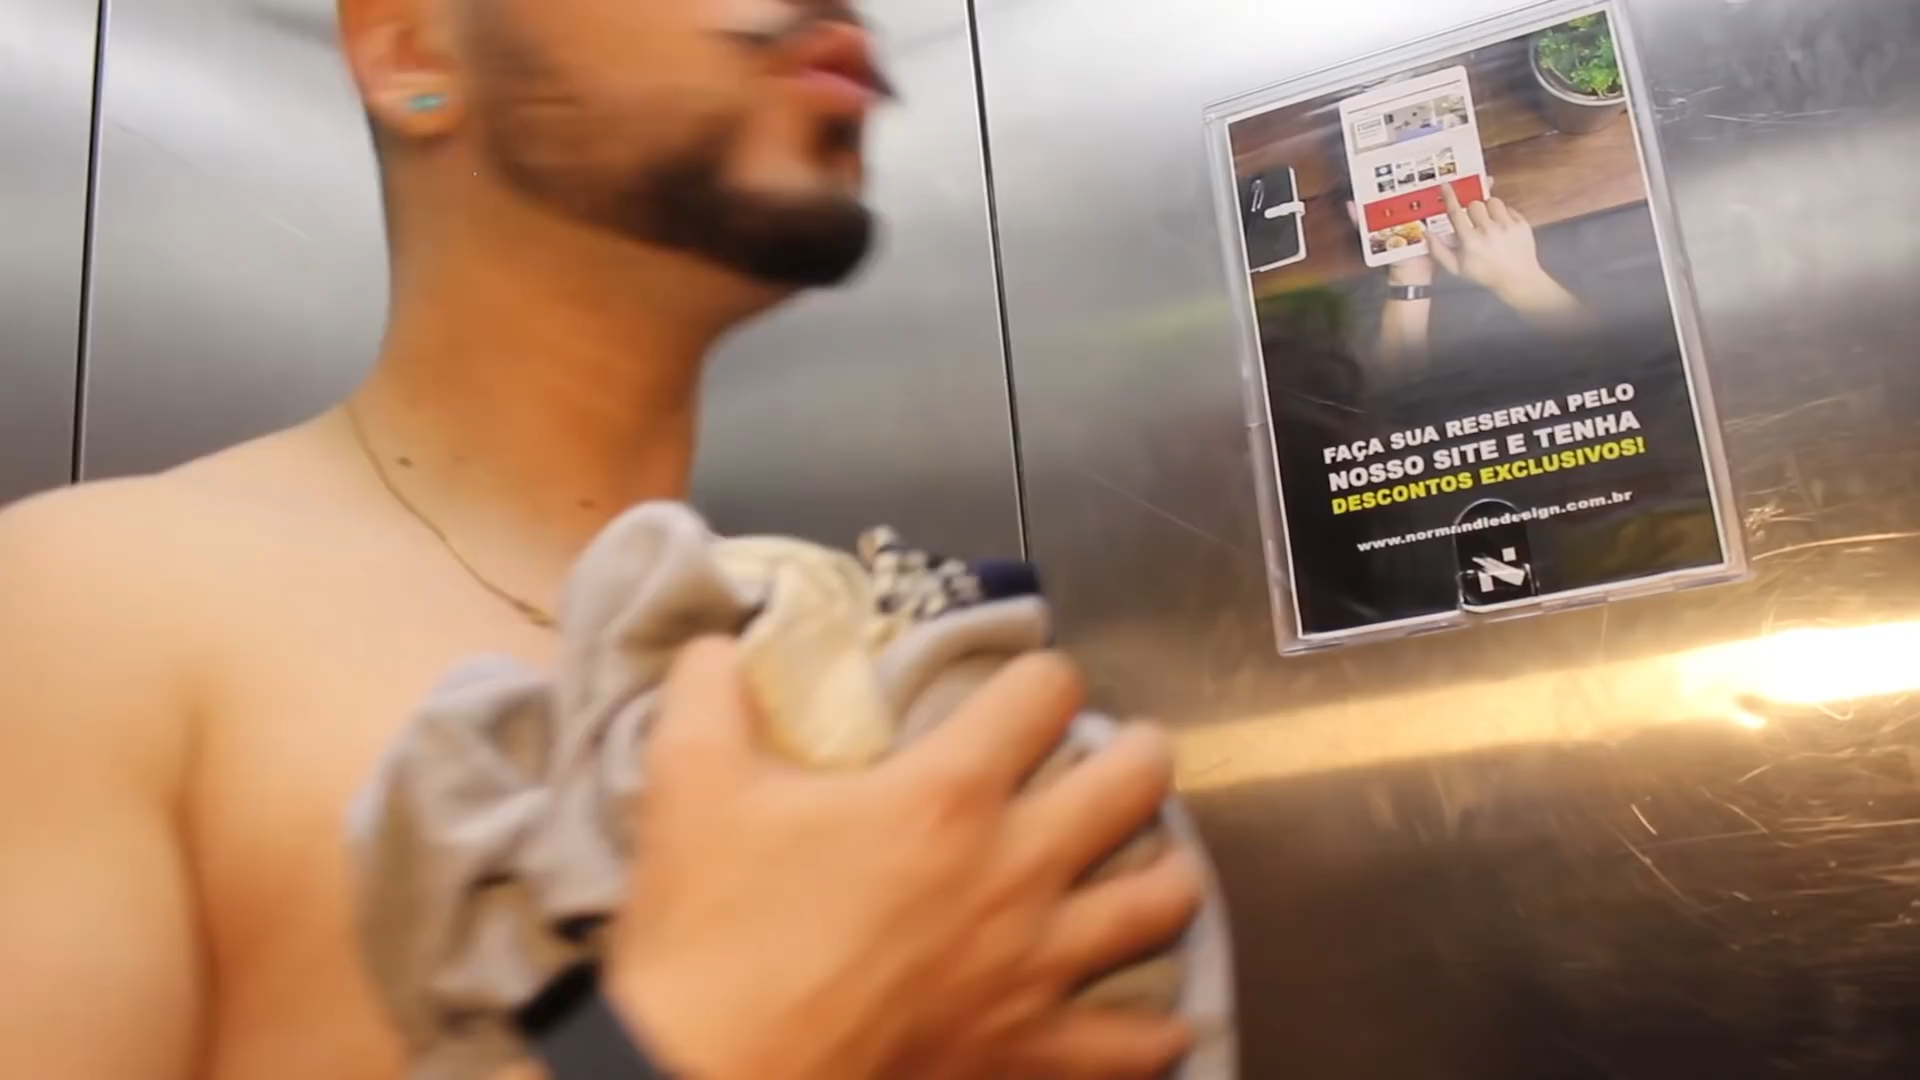 FAÇA SUA RESERVA PELO
NOSSO SITE E TENHA
DESCONTOS EXCLUSIVOS!
www.normandiedesign.com.br
N